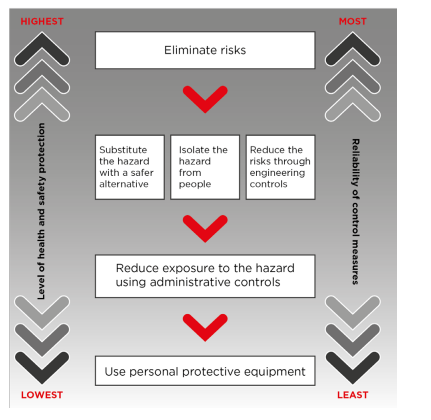 HIGHEST
MOST
Eliminate risks
Substitute
the hazard
with a safer
alternative
Isolate the
hazard
from
people
Reduce the
risks through
engineering
controls
Level of health and safety protection
Reliability of control measures
Reduce exposure to the hazard
using administrative controls
Use personal protective equipment
LOWEST
LEAST